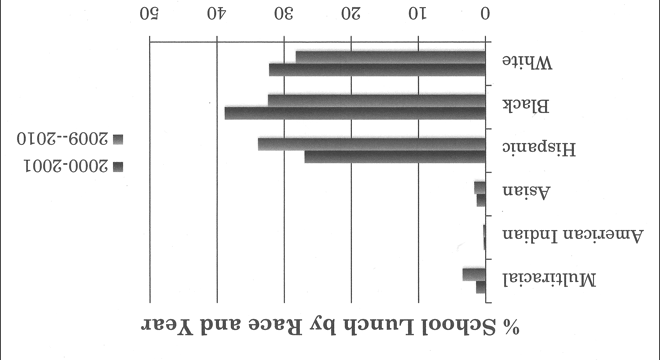 % School Lunch by Race and Year
Multiracial
American Indian
Asian
Hispanic
Black
White
0 10 20 30 40 50
2000-2001
2009--2010